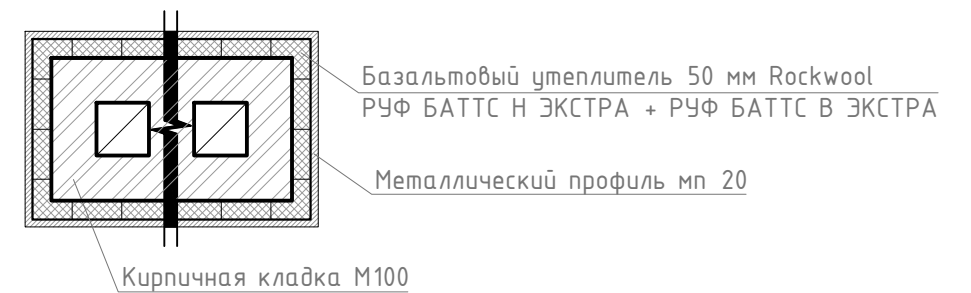 Базальтовый утеплитель 50 мм Rockwool
РУФ БАТТС Н ЭКСТРА + РУФ БАТТС В ЭКСТРА
Металлический профиль мп 20
Кирпичная кладка М100